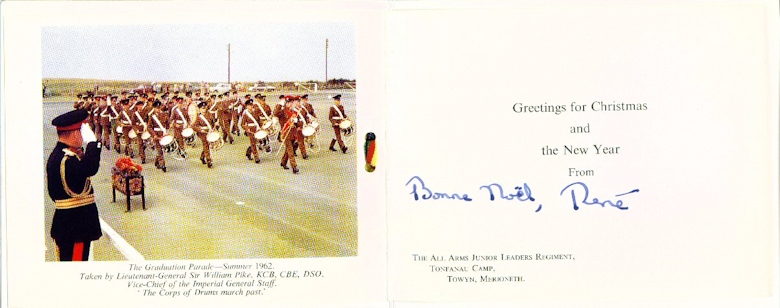 The Graduation Parade—Summer 1962.
Taken by Lieutenant-General Sir William Pike, KCB, CBE, DSO,
Vice-Chief of the Imperial General Staff.
' The Corps of Drums march past.'
Greetings for Christmas
and
the New Year
From
Bonne Noël, René
The All Arms Junior Leaders Regiment,
Tonfanau Camp,
Towyn, Merioneth.